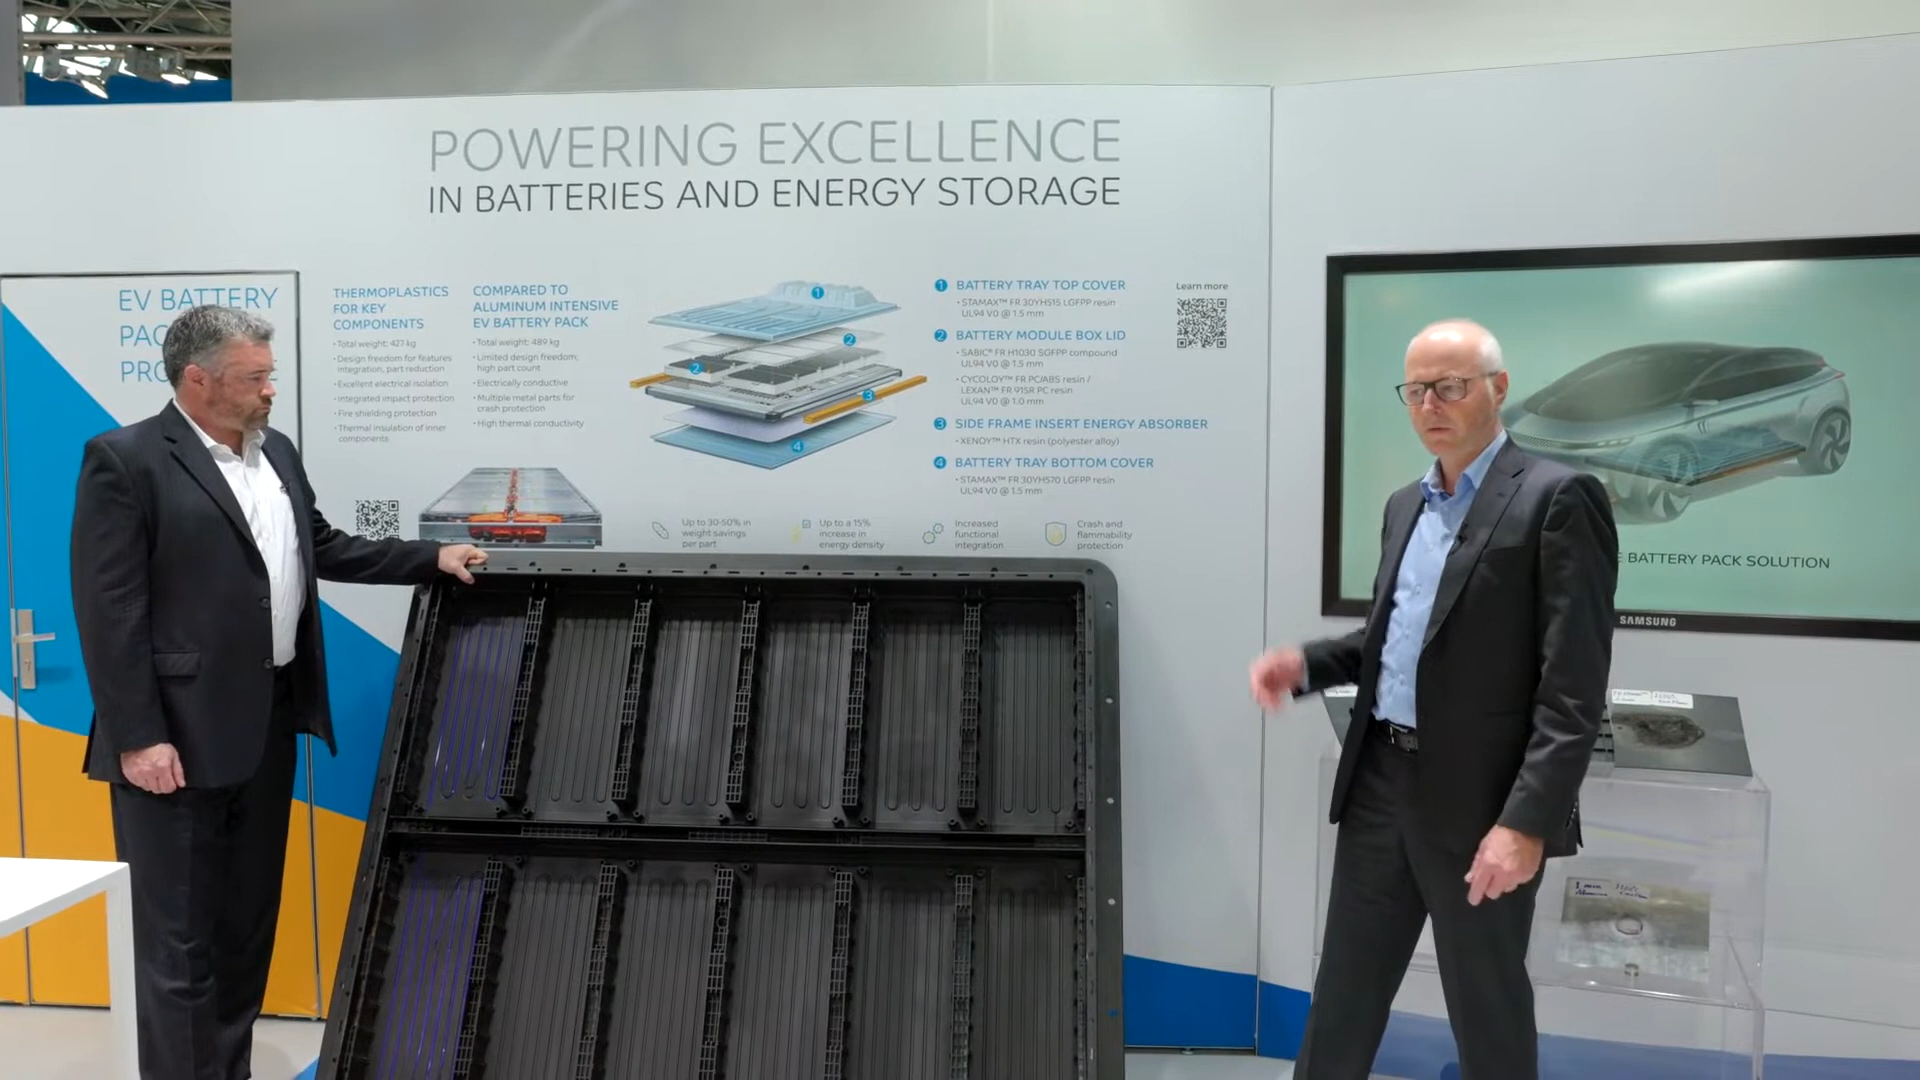 POWERING EXCELLENCE
IN BATTERIES AND ENERGY STORAGE
EV BATTERY
THERMOPLASTICS
FOR KEY
COMPONENTS
• Total weight: 427 kg
• Design freedom for features
integration, part reduction
• Excellent electrical isolation
• Integrated impact protection
• Fire shielding protection
• Thermal insulation of inner
components
COMPARED TO
ALUMINUM INTENSIVE
EV BATTERY PACK
• Total weight: 489 kg
• Limited design freedom,
high part count
• Electrically conductive
• Multiple metal parts for
crash protection
• High thermal conductivity
1
2
2
3
4
1 BATTERY TRAY TOP COVER
• STAMAX™ FR 30YH515 LGFPP resin
UL94 V0 @ 1.5 mm
2 BATTERY MODULE BOX LID
• SABIC® FR H1030 SGFPP compound
UL94 V0 @ 1.5 mm
• CYCOLOY™ FR PC/ABS resin /
LEXAN™ FR 915R PC resin
UL94 V0 @ 1.0 mm
3 SIDE FRAME INSERT ENERGY ABSORBER
• XENOY™ HTX resin (polyester alloy)
4 BATTERY TRAY BOTTOM COVER
• STAMAX™ FR 30YH570 LGFPP resin
UL94 V0 @ 1.5 mm
Learn more
Up to 30-50% in
weight savings
per part
Up to a 15%
increase in
energy density
Increased
functional
integration
Crash and
flammability
protection
BATTERY PACK SOLUTION
SAMSUNG